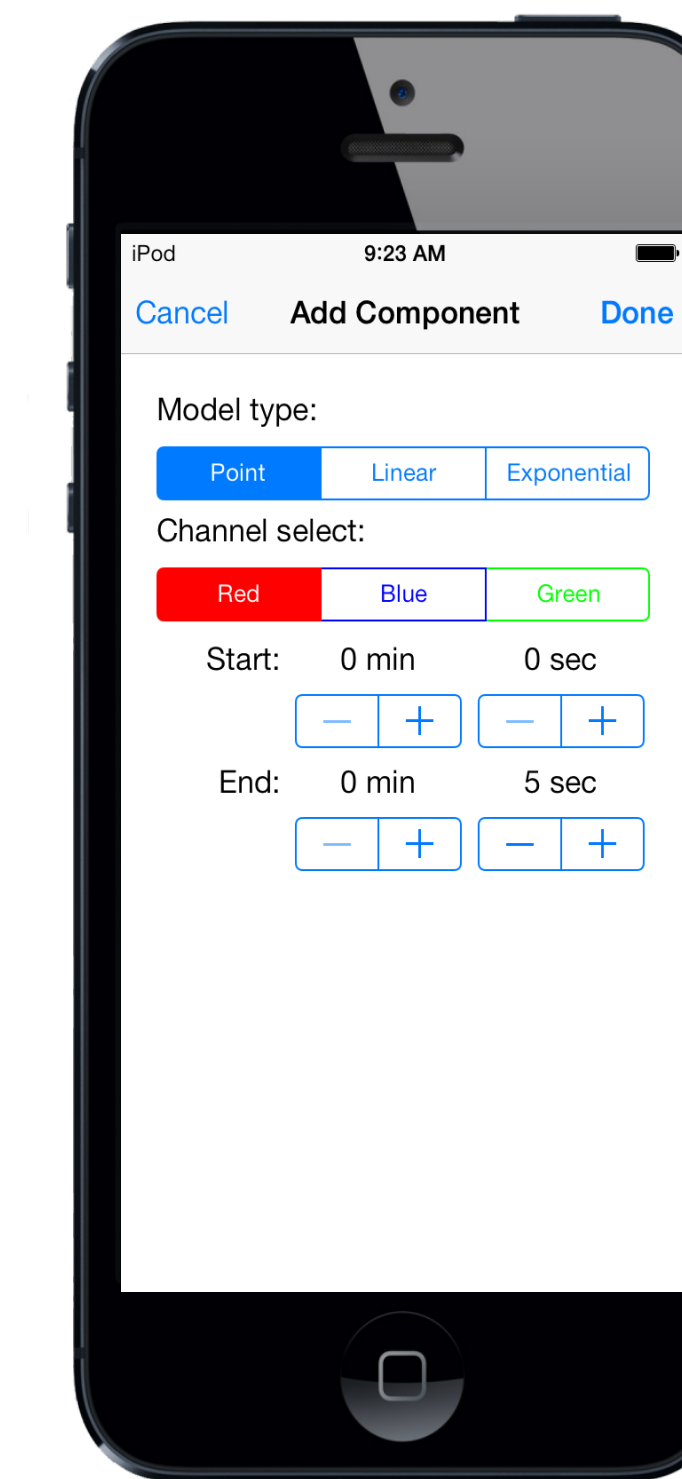 iPod 9:23 AM
Cancel Add Component Done
Model type:
Point Linear Exponential
Channel select:
Red Blue Green
Start: 0 min 0 sec
− + − +
End: 0 min 5 sec
− + − +